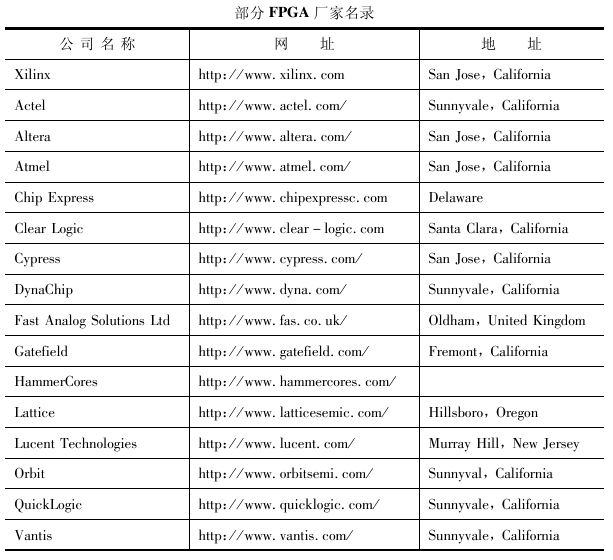 部分 FPGA 厂家名录
公 司 名 称 网 址 地 址
Xilinx http://www. xilinx. com San Jose, California
Actel http://www. actel. com/ Sunnyvale, California
Altera http://www. altera. com/ San Jose, California
Atmel http://www. atmel. com/ San Jose, California
Chip Express http://www. chipexpressc. com Delaware
Clear Logic http://www. clear-logic. com Santa Clara, California
Cypress http://www. cypress. com/ San Jose, California
DynaChip http://www. dyna. com/ Sunnyvale, California
Fast Analog Solutions Ltd http://www. fas. co. uk/ Oldham, United Kingdom
Gatefield http://www. gatefield. com/ Fremont, California
HammerCores http://www. hammercores. com/
Lattice http://www. latticesemic. com/ Hillsboro, Oregon
Lucent Technologies http://www. lucent. com/ Murray Hill, New Jersey
Orbit http://www. orbitsemi. com/ Sunnyval, California
QuickLogic http://www. quicklogic. com/ Sunnyvale, California
Vantis http://www. vantis. com/ Sunnyvale, California